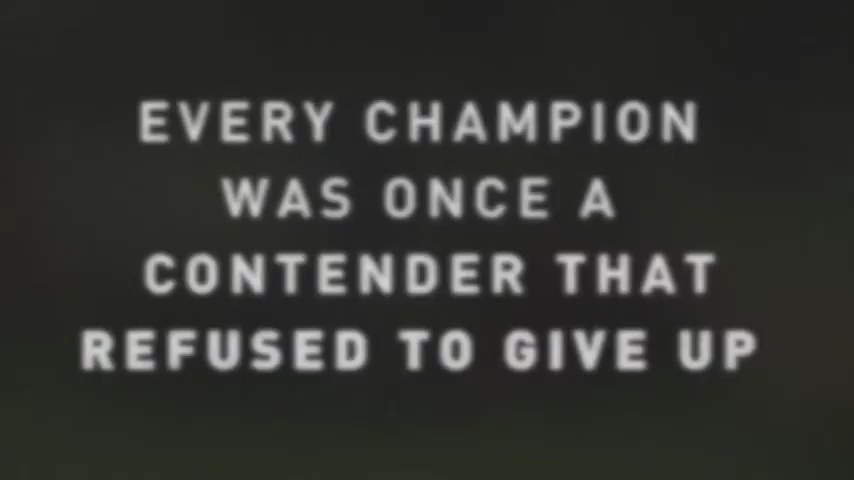 EVERY CHAMPION
WAS ONCE A
CONTENDER THAT
REFUSED TO GIVE UP